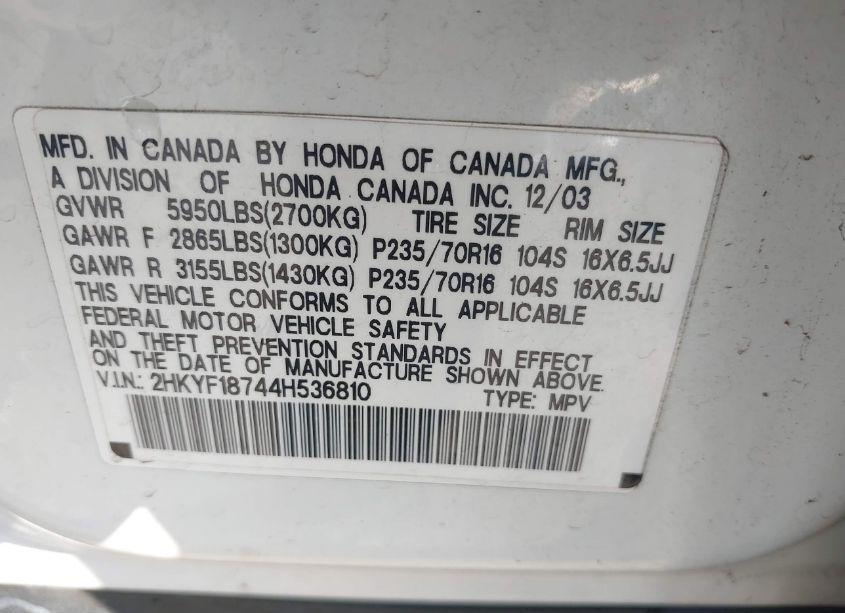 MFD. IN CANADA BY HONDA OF CANADA MFG.,
A DIVISION OF HONDA CANADA INC. 12/03
GVWR 5950LBS(2700KG) TIRE SIZE RIM SIZE
GAWR F 2865LBS(1300KG) P235/70R16 104S 16X6.5JJ
GAWR R 3155LBS(1430KG) P235/70R16 104S 16X6.5JJ
THIS VEHICLE CONFORMS TO ALL APPLICABLE
FEDERAL MOTOR VEHICLE SAFETY
AND THEFT PREVENTION STANDARDS IN EFFECT
ON THE DATE OF MANUFACTURE SHOWN ABOVE.
V.I.N.: 2HKYF18744H536810 TYPE: MPV